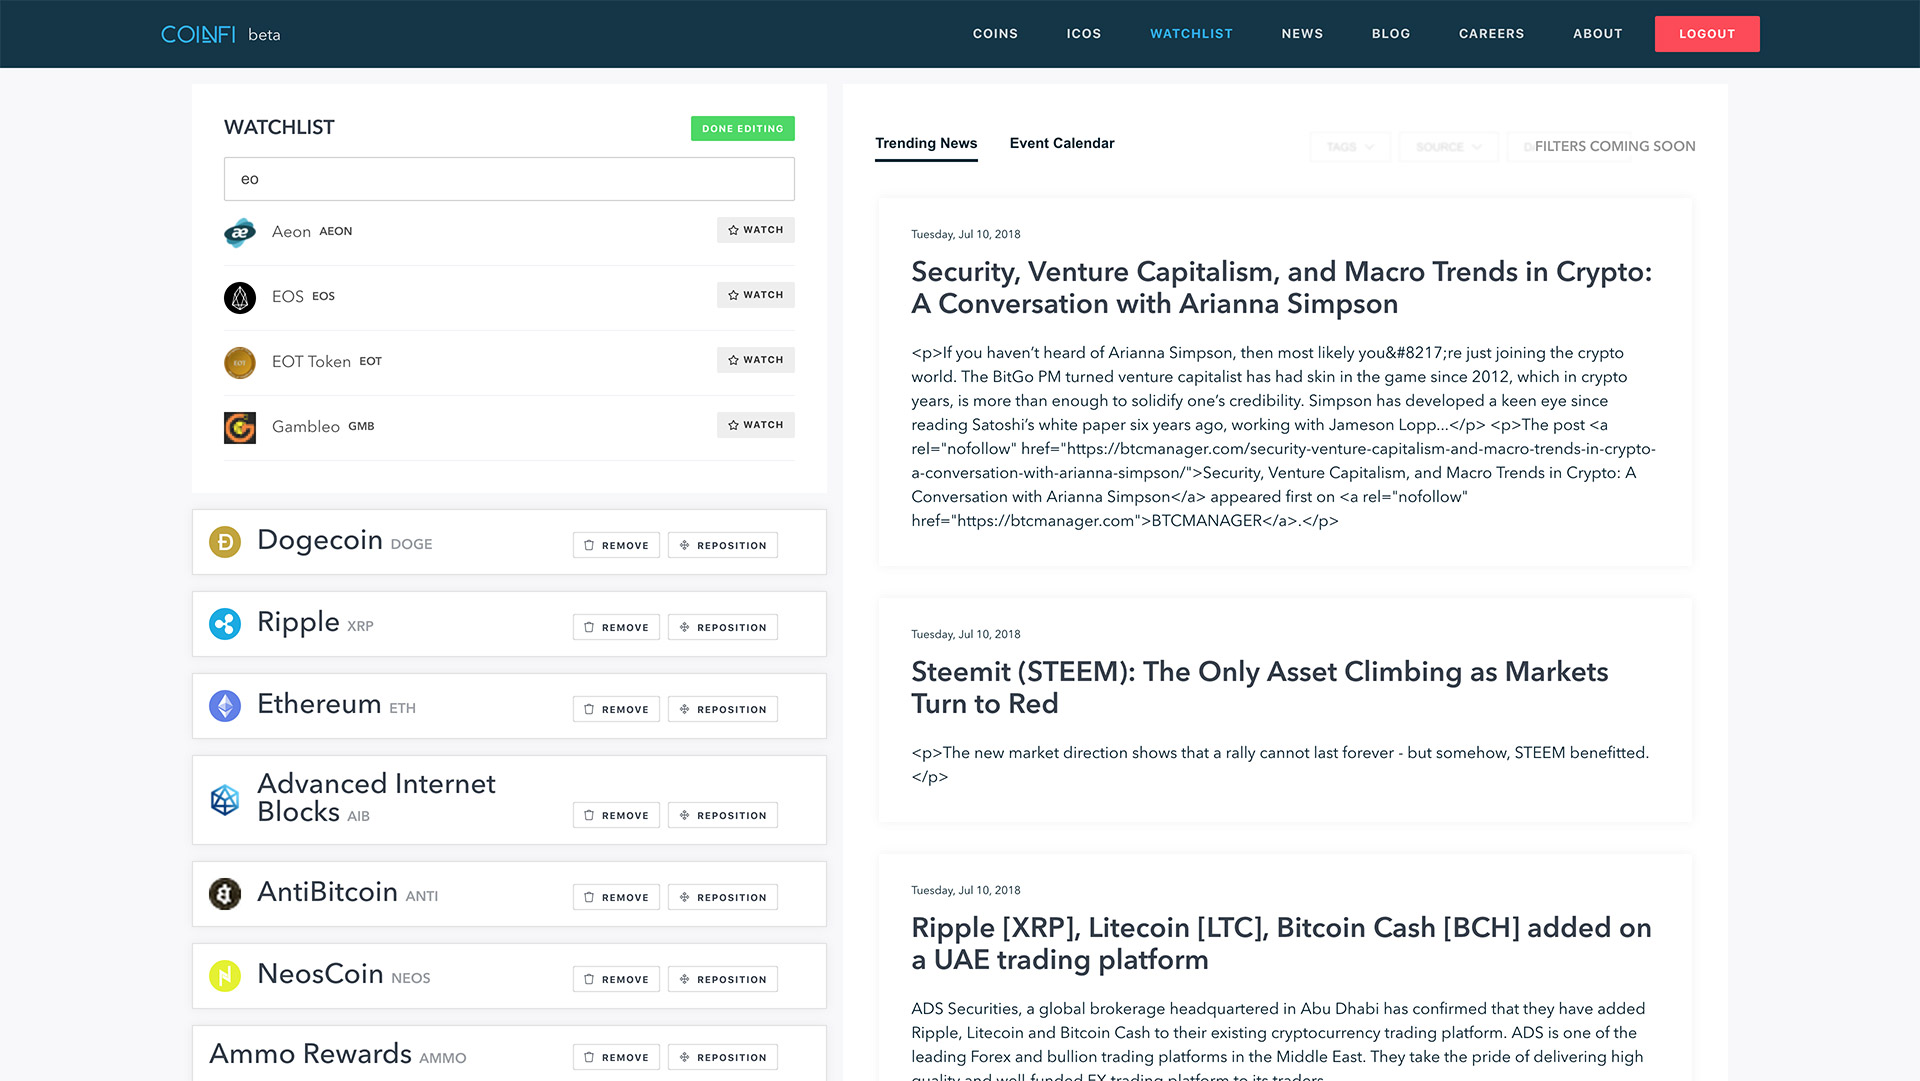 COINFI beta
COINS ICOS WATCHLIST NEWS BLOG CAREERS ABOUT LOGOUT
WATCHLIST
DONE EDITING
eo
Aeon AEON WATCH
EOS EOS WATCH
EOT Token EOT WATCH
Gambleo GMB WATCH
Dogecoin DOGE REMOVE REPOSITION
Ripple XRP REMOVE REPOSITION
Ethereum ETH REMOVE REPOSITION
Advanced Internet
Blocks AIB REMOVE REPOSITION
AntiBitcoin ANTI REMOVE REPOSITION
NeosCoin NEOS REMOVE REPOSITION
Ammo Rewards AMMO REMOVE REPOSITION
Trending News Event Calendar
TAGS SOURCE FILTERS COMING SOON
Tuesday, Jul 10, 2018
Security, Venture Capitalism, and Macro Trends in Crypto:
A Conversation with Arianna Simpson
<p>If you haven’t heard of Arianna Simpson, then most likely you&#8217;re just joining the crypto
world. The BitGo PM turned venture capitalist has had skin in the game since 2012, which in crypto
years, is more than enough to solidify one’s credibility. Simpson has developed a keen eye since
reading Satoshi’s white paper six years ago, working with Jameson Lopp...</p> <p>The post <a
rel="nofollow" href="https://btcmanager.com/security-venture-capitalism-and-macro-trends-in-crypto-
a-conversation-with-arianna-simpson/">Security, Venture Capitalism, and Macro Trends in Crypto: A
Conversation with Arianna Simpson</a> appeared first on <a rel="nofollow"
href="https://btcmanager.com">BTCMANAGER</a>.</p>
Tuesday, Jul 10, 2018
Steemit (STEEM): The Only Asset Climbing as Markets
Turn to Red
<p>The new market direction shows that a rally cannot last forever - but somehow, STEEM benefitted.
</p>
Tuesday, Jul 10, 2018
Ripple [XRP], Litecoin [LTC], Bitcoin Cash [BCH] added on
a UAE trading platform
ADS Securities, a global brokerage headquartered in Abu Dhabi has confirmed that they have added
Ripple, Litecoin and Bitcoin Cash to their existing cryptocurrency trading platform. ADS is one of the
leading Forex and bullion trading platforms in the Middle East. They take the pride of delivering high
quality and well-funded FX trading platform to its traders